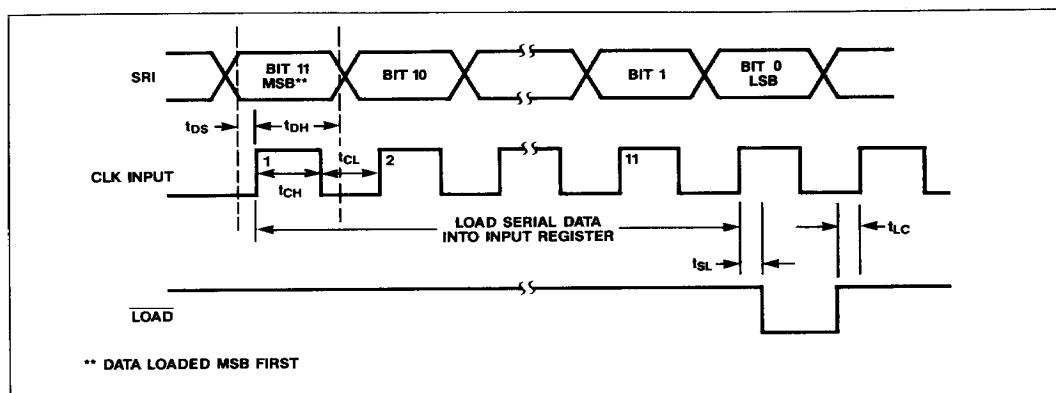 SRI
BIT 11
MSB**
BIT 10
BIT 1
BIT 0
LSB
tDS
tDH
CLK INPUT
1
tCH
tCL
2
11
LOAD SERIAL DATA
INTO INPUT REGISTER
tSL
tLC
LOAD
** DATA LOADED MSB FIRST